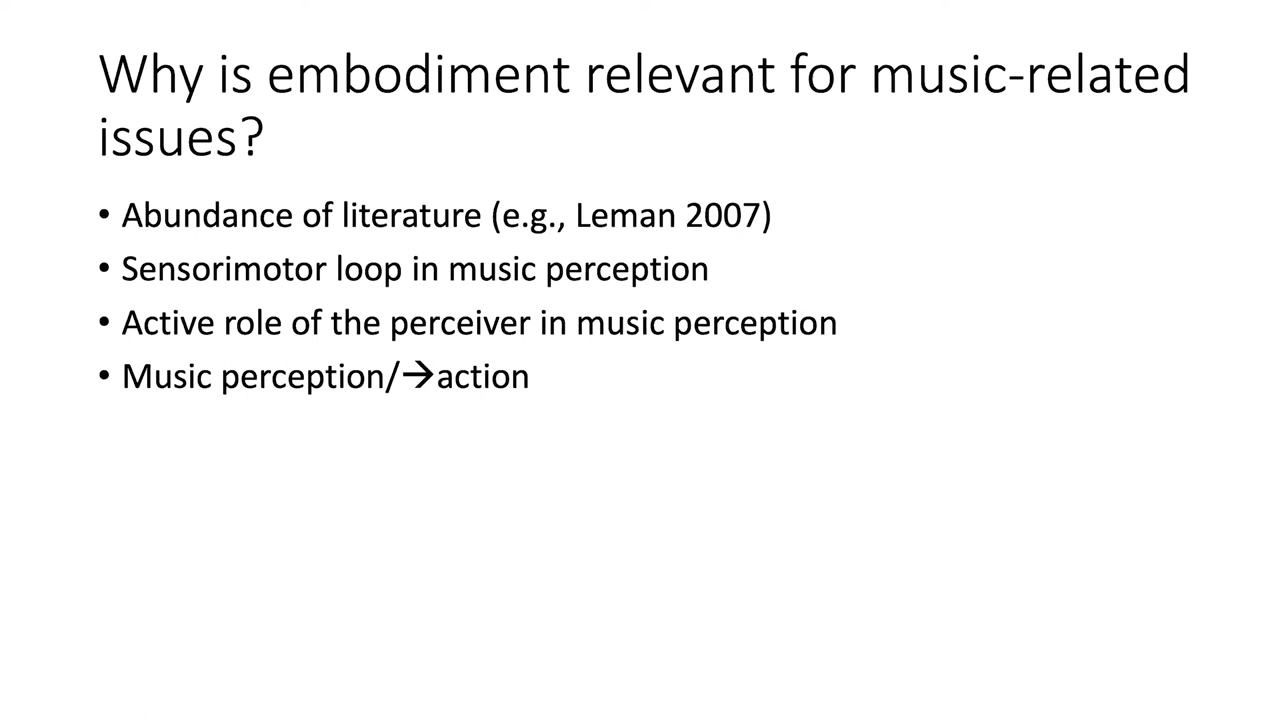 Why is embodiment relevant for music-related
issues?
• Abundance of literature (e.g., Leman 2007)
• Sensorimotor loop in music perception
• Active role of the perceiver in music perception
• Music perception/→action